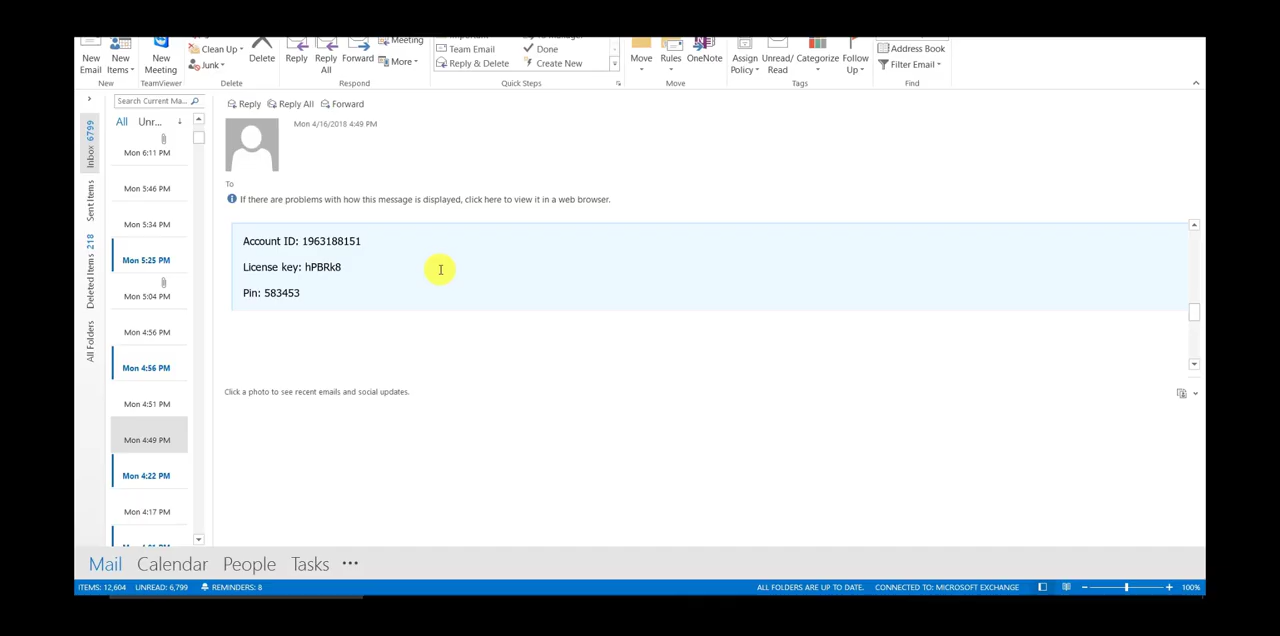 Meeting
Clean Up
Team Email
Done
Address Book
New Email
New Items
New Meeting
Junk
Delete
Reply
Reply All
Forward
More
Reply & Delete
Create New
Move
Rules
OneNote
Assign Policy
Unread/ Read
Categorize
Follow Up
Filter Email
New
TeamViewer
Delete
Respond
Quick Steps
Move
Tags
Find
Search Current Ma...
Reply
Reply All
Forward
All
Unr...
Mon 4/16/2018 4:49 PM
Inbox 6799
Sent Items
Deleted Items 218
All Folders
Mon 6:11 PM
Mon 5:46 PM
Mon 5:34 PM
Mon 5:25 PM
Mon 5:04 PM
Mon 4:56 PM
Mon 4:56 PM
Mon 4:51 PM
Mon 4:49 PM
Mon 4:22 PM
Mon 4:17 PM
To
If there are problems with how this message is displayed, click here to view it in a web browser.
Account ID: 1963188151
License key: hPBRk8
Pin: 583453
Click a photo to see recent emails and social updates.
Mail Calendar People Tasks •••
ITEMS: 12,604 UNREAD: 6,799 REMINDERS: 8
ALL FOLDERS ARE UP TO DATE. CONNECTED TO: MICROSOFT EXCHANGE
100%